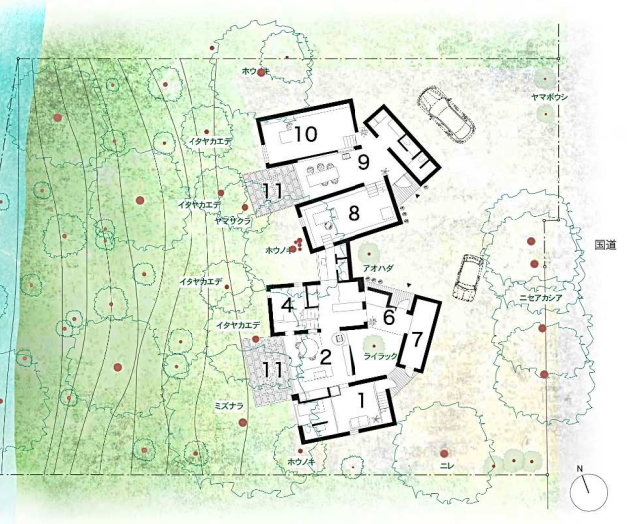 ホウノキ
ヤマボウシ
イタヤカエデ
10
9
イタヤカエデ
11
ヤマザクラ
8
国道
ホウノキ
アオハダ
イタヤカエデ
ニセアカシア
4
6
イタヤカエデ
7
2
ライラック
11
ミズナラ
1
ホウノキ
ニレ
N